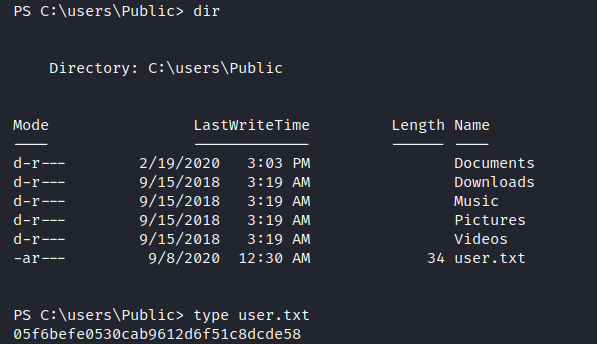 PS C:\users\Public> dir
Directory: C:\users\Public
Mode LastWriteTime Length Name
---- ------------- ------ ----
d-r--- 2/19/2020 3:03 PM Documents
d-r--- 9/15/2018 3:19 AM Downloads
d-r--- 9/15/2018 3:19 AM Music
d-r--- 9/15/2018 3:19 AM Pictures
d-r--- 9/15/2018 3:19 AM Videos
-ar--- 9/8/2020 12:30 AM 34 user.txt
PS C:\users\Public> type user.txt
05f6befe0530cab9612d6f51c8dcde58